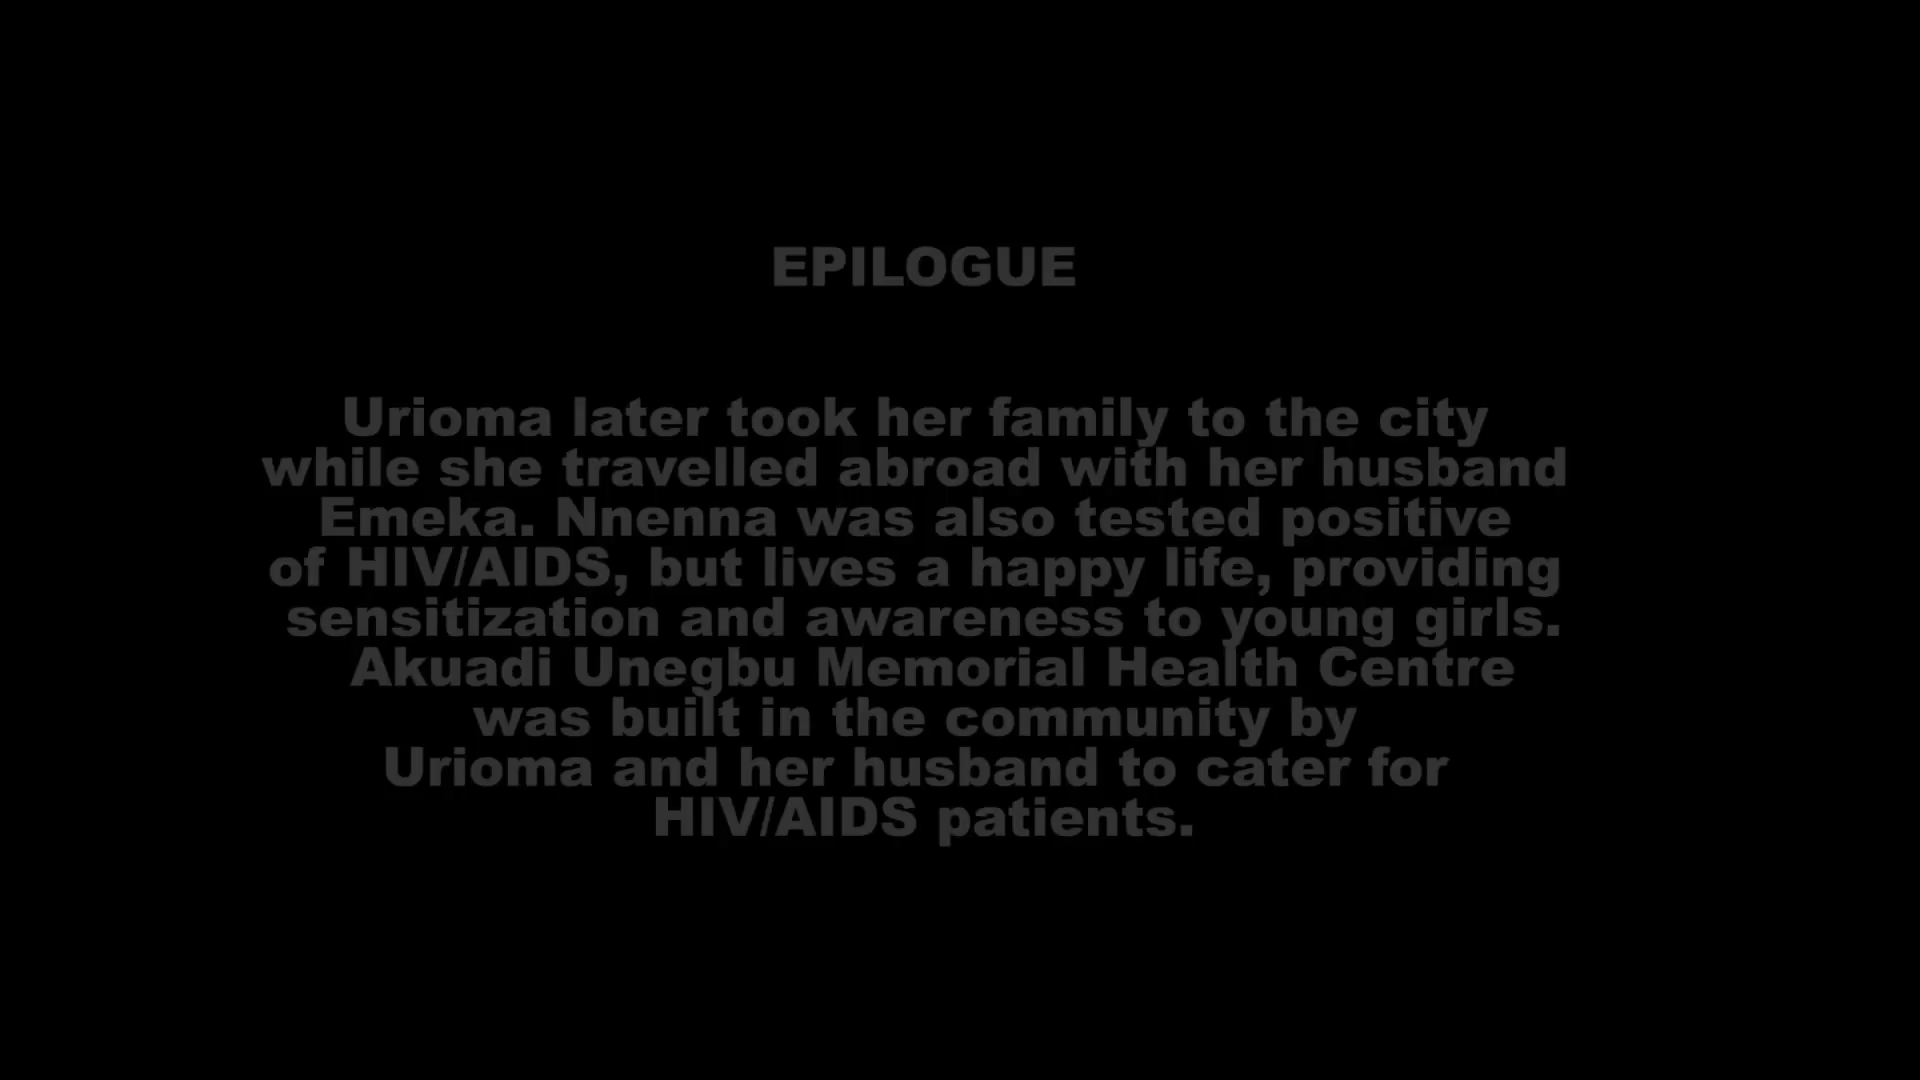 EPILOGUE
Urioma later took her family to the city
while she travelled abroad with her husband
Emeka. Nnenna was also tested positive
of HIV/AIDS, but lives a happy life, providing
sensitization and awareness to young girls.
Akuadi Unegbu Memorial Health Centre
was built in the community by
Urioma and her husband to cater for
HIV/AIDS patients.